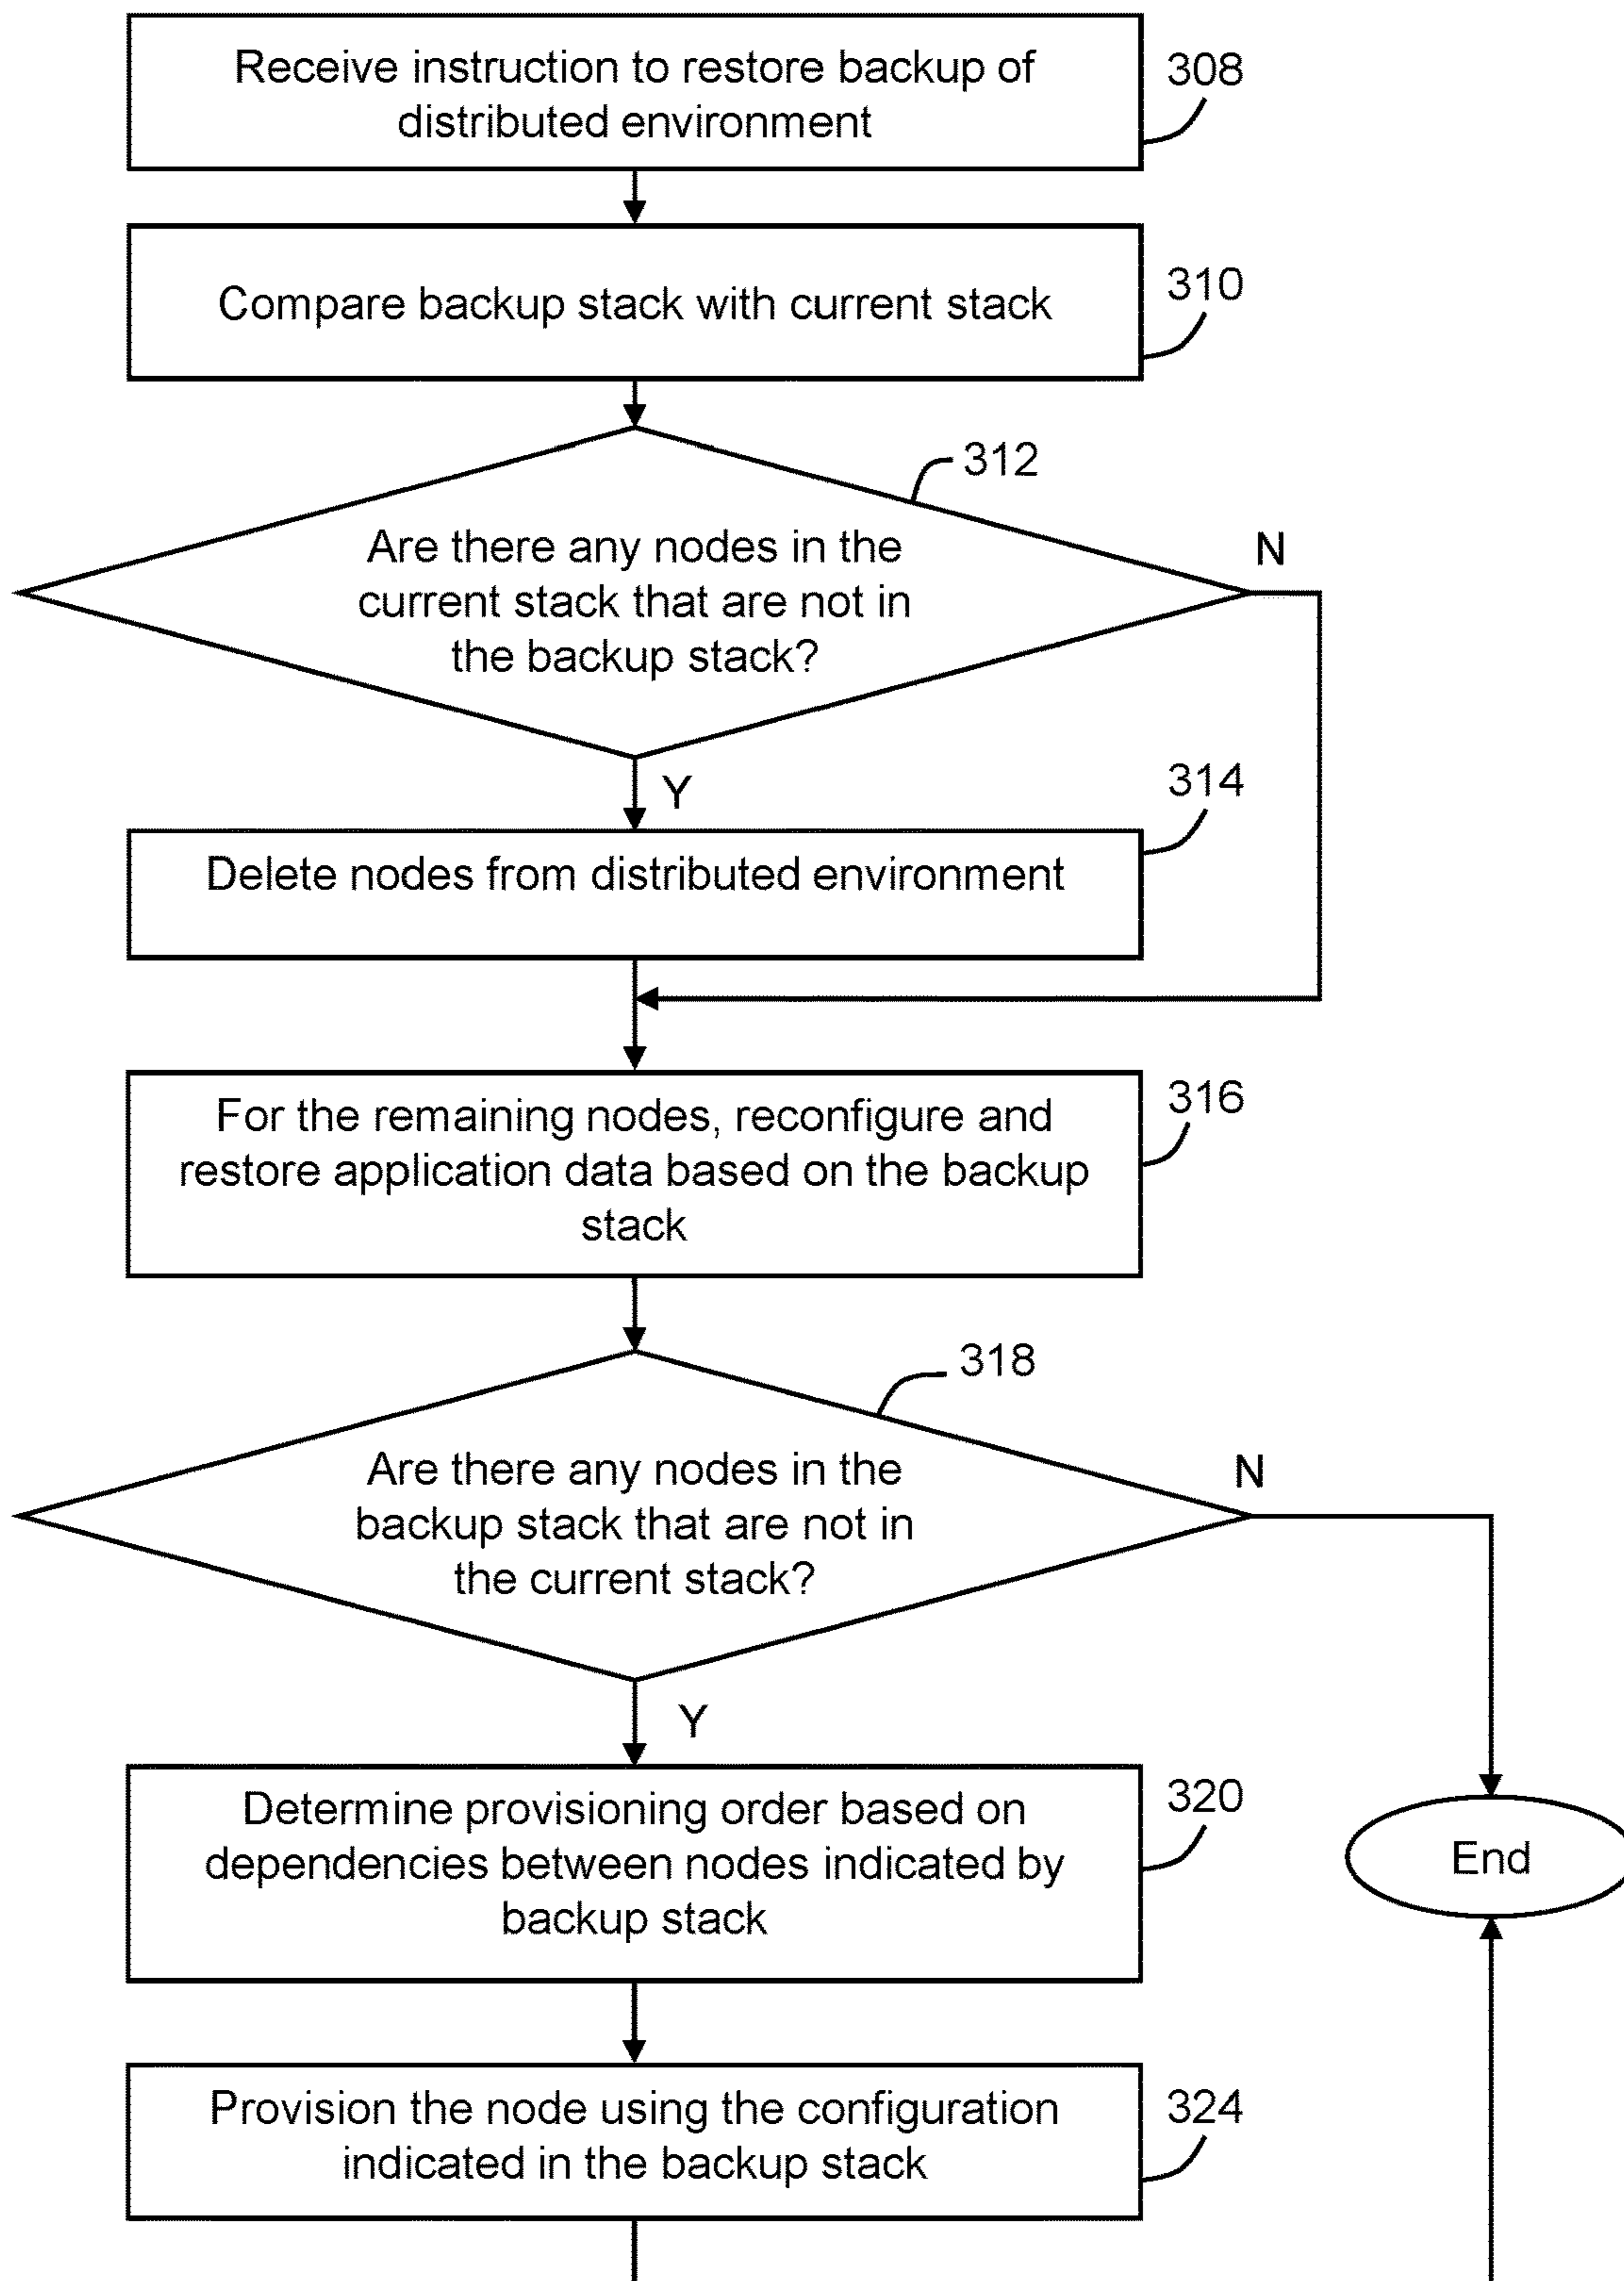 Receive instruction to restore backup of
distributed environment
308
Compare backup stack with current stack
310
312
Are there any nodes in the
current stack that are not in
the backup stack?
N
Y
314
Delete nodes from distributed environment
For the remaining nodes, reconfigure and
restore application data based on the backup
stack
316
318
Are there any nodes in the
backup stack that are not in
the current stack?
N
Y
Determine provisioning order based on
dependencies between nodes indicated by
backup stack
320
End
Provision the node using the configuration
indicated in the backup stack
324